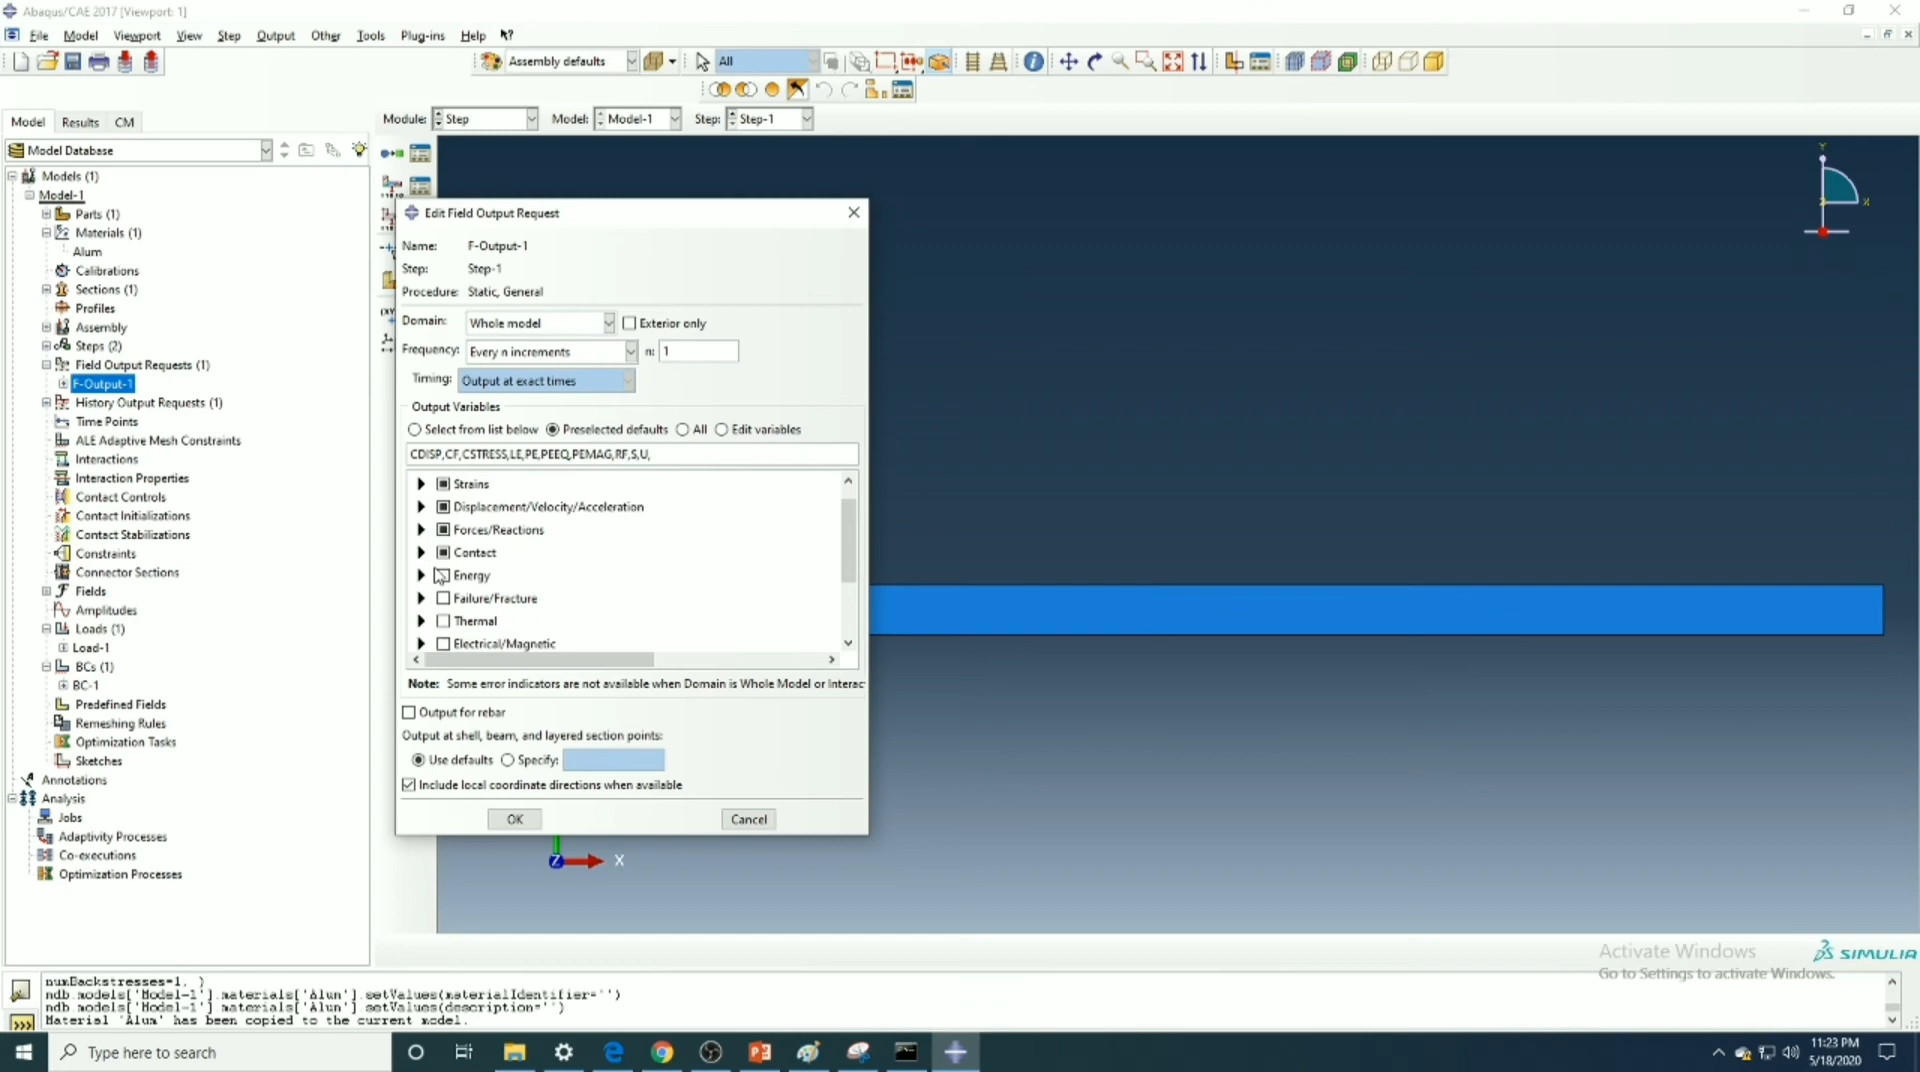 Abaqus/CAE 2017 [Viewport: 1]
File Model Viewport View Step Output Other Tools Plug-ins Help
Assembly defaults All
Model Results CM Module: Step Model: Model-1 Step: Step-1
Model Database
Models (1)
Model-1
Parts (1)
Materials (1)
Alum
Calibrations
Sections (1)
Profiles
Assembly
Steps (2)
Field Output Requests (1)
F-Output-1
History Output Requests (1)
Time Points
ALE Adaptive Mesh Constraints
Interactions
Interaction Properties
Contact Controls
Contact Initializations
Contact Stabilizations
Constraints
Connector Sections
Fields
Amplitudes
Loads (1)
Load-1
BCs (1)
BC-1
Predefined Fields
Remeshing Rules
Optimization Tasks
Sketches
Annotations
Analysis
Jobs
Adaptivity Processes
Co-executions
Optimization Processes
Edit Field Output Request
Name: F-Output-1
Step: Step-1
Procedure: Static, General
Domain: Whole model Exterior only
Frequency: Every n increments n: 1
Timing: Output at exact times
Output Variables
Select from list below Preselected defaults All Edit variables
CDISP,CF,CSTRESS,LE,PE,PEEQ,PEMAG,RF,S,U,
Strains
Displacement/Velocity/Acceleration
Forces/Reactions
Contact
Energy
Failure/Fracture
Thermal
Electrical/Magnetic
Note: Some error indicators are not available when Domain is Whole Model or Interac
Output for rebar
Output at shell, beam, and layered section points:
Use defaults Specify:
Include local coordinate directions when available
OK Cancel
Y
X
Z X
Activate Windows
Go to Settings to activate Windows.
SIMULIA
numBackstresses=1, )
mdb.models['Model-1'].materials['Alum'].setValues(materialIdentifier='')
mdb.models['Model-1'].materials['Alum'].setValues(description='')
Material 'Alum' has been copied to the current model.
Type here to search
11:23 PM
5/18/2020